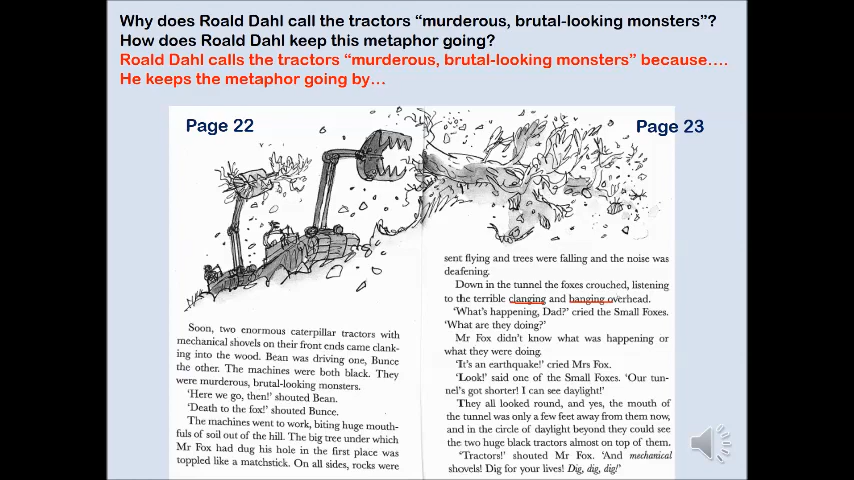 Why does Roald Dahl call the tractors “murderous, brutal-looking monsters”?
How does Roald Dahl keep this metaphor going?
Roald Dahl calls the tractors “murderous, brutal-looking monsters” because….
He keeps the metaphor going by…
Page 22
Soon, two enormous caterpillar tractors with
mechanical shovels on their front ends came clank-
ing into the wood. Bean was driving one, Bunce
the other. The machines were both black. They
were murderous, brutal-looking monsters.
‘Here we go, then!’ shouted Bean.
‘Death to the fox!’ shouted Bunce.
The machines went to work, biting huge mouth-
fuls of soil out of the hill. The big tree under which
Mr Fox had dug his hole in the first place was
toppled like a matchstick. On all sides, rocks were
Page 23
sent flying and trees were falling and the noise was
deafening.
Down in the tunnel the foxes crouched, listening
to the terrible clanging and banging overhead.
‘What’s happening, Dad?’ cried the Small Foxes.
‘What are they doing?’
Mr Fox didn’t know what was happening or
what they were doing.
‘It’s an earthquake!’ cried Mrs Fox.
‘Look!’ said one of the Small Foxes. ‘Our tun-
nel’s got shorter! I can see daylight!’
They all looked round, and yes, the mouth of
the tunnel was only a few feet away from them now,
and in the circle of daylight beyond they could see
the two huge black tractors almost on top of them.
‘Tractors!’ shouted Mr Fox. ‘And mechanical
shovels! Dig for your lives! Dig, dig, dig!’